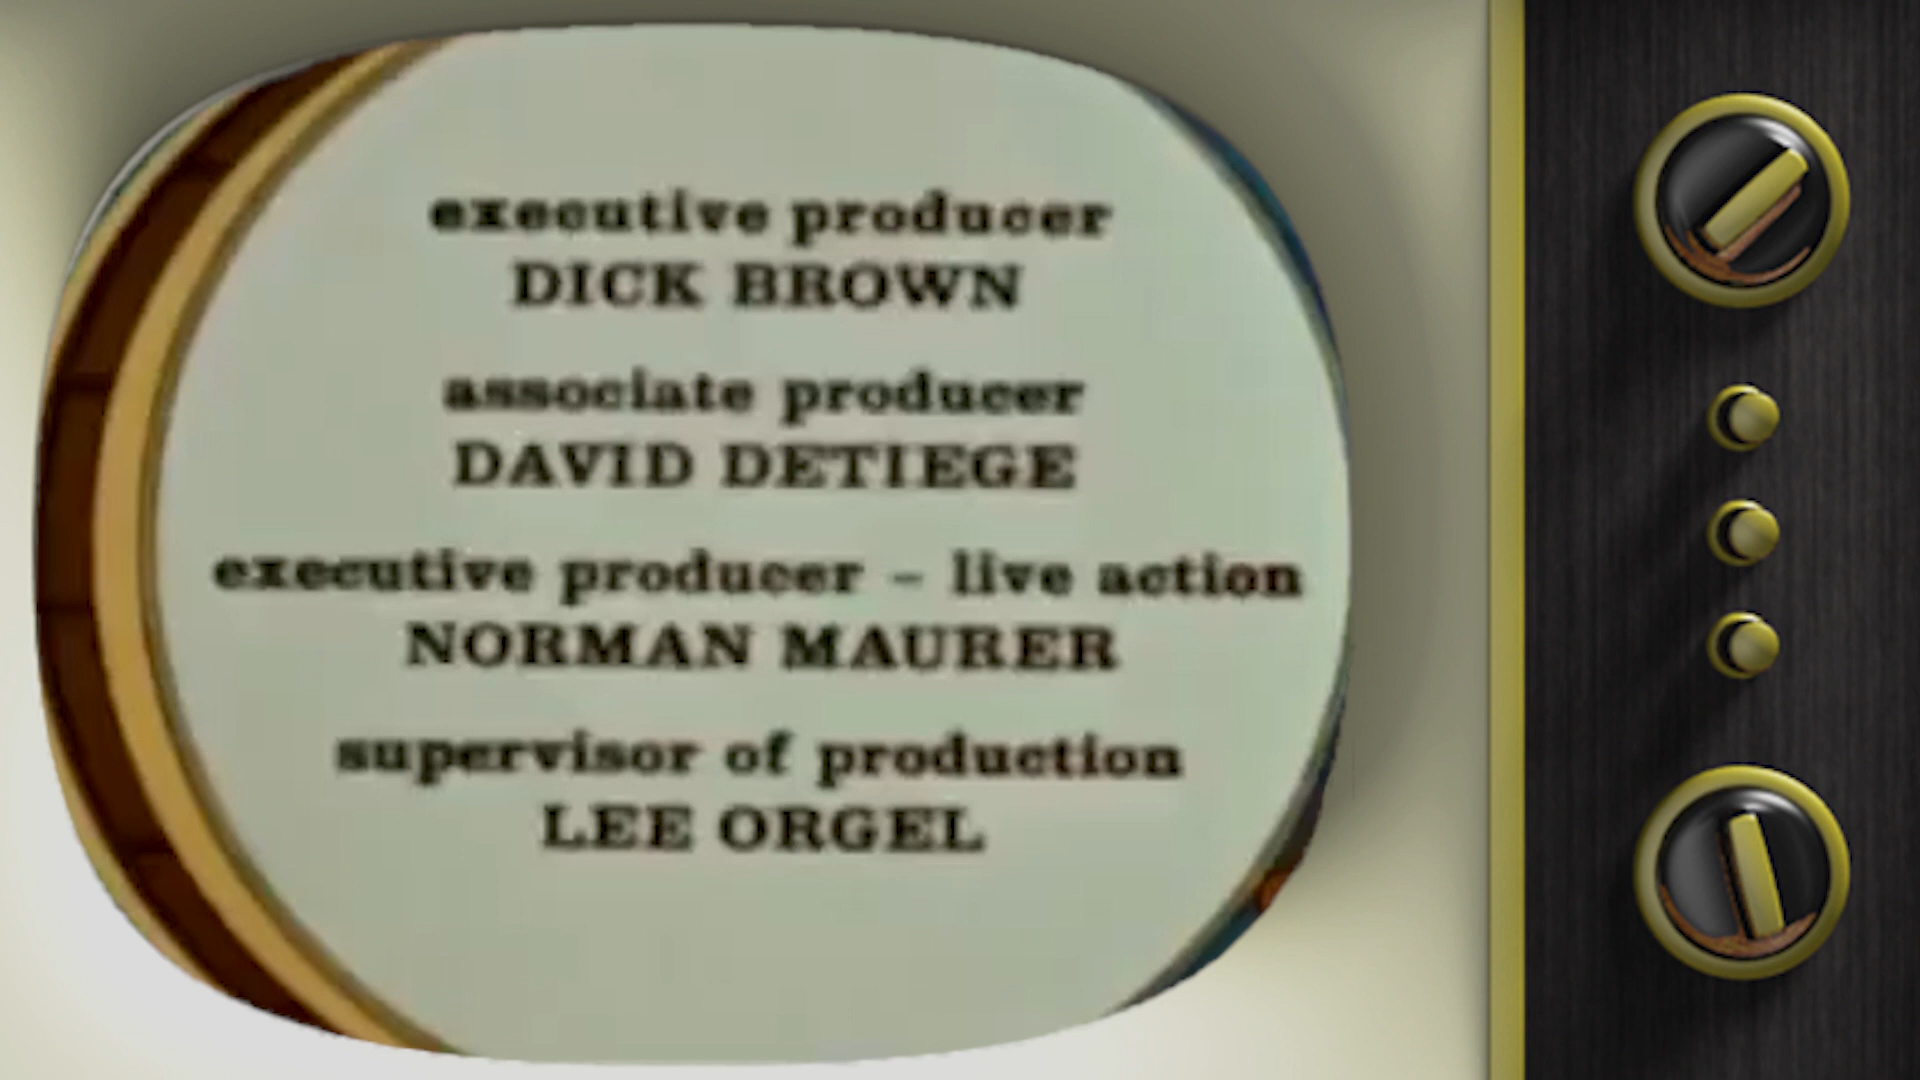 executive producer
DICK BROWN
associate producer
DAVID DETIEGE
executive producer – live action
NORMAN MAURER
supervisor of production
LEE ORGEL